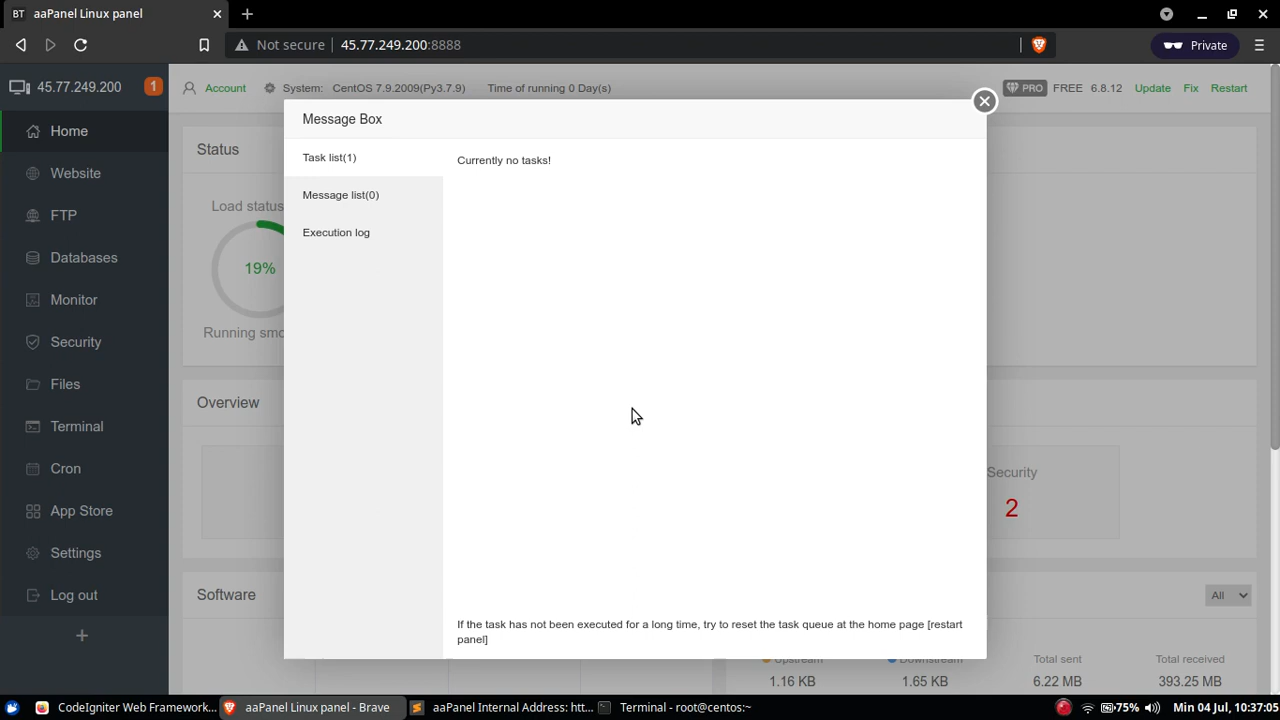 BT
aaPanel Linux panel
Not secure
45.77.249.200:8888
Private
45.77.249.200
1
Account
System:
CentOS 7.9.2009(Py3.7.9)
Time of running 0 Day(s)
PRO
FREE
6.8.12
Update
Fix
Restart
Home
Website
FTP
Databases
Monitor
Security
Files
Terminal
Cron
App Store
Settings
Log out
Status
Load status
19%
Overview
Security
2
Software
All
Upstream
Downstream
Total sent
Total received
1.16 KB
1.65 KB
6.22 MB
393.25 MB
Message Box
Task list(1)
Message list(0)
Execution log
Currently no tasks!
If the task has not been executed for a long time, try to reset the task queue at the home page [restart
panel]
CodeIgniter Web Framework...
aaPanel Linux panel - Brave
aaPanel Internal Address: htt...
Terminal - root@centos:~
75%
Min 04 Jul, 10:37:05